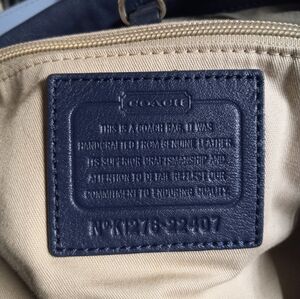 COACH
THIS IS A COACH BAG. IT WAS
HANDCRAFTED FROM GENUINE LEATHER.
ITS SUPERIOR CRAFTSMANSHIP AND
ATTENTION TO DETAIL REFLECT OUR
COMMITMENT TO ENDURING QUALITY.
Nº K1276-22407